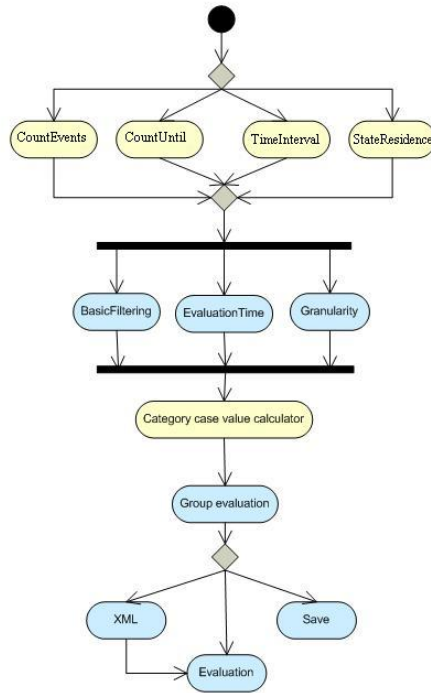 CountEvents
CountUntil
TimeInterval
StateResidence
BasicFiltering
EvaluationTime
Granularity
Category case value calculator
Group evaluation
XML
Save
Evaluation